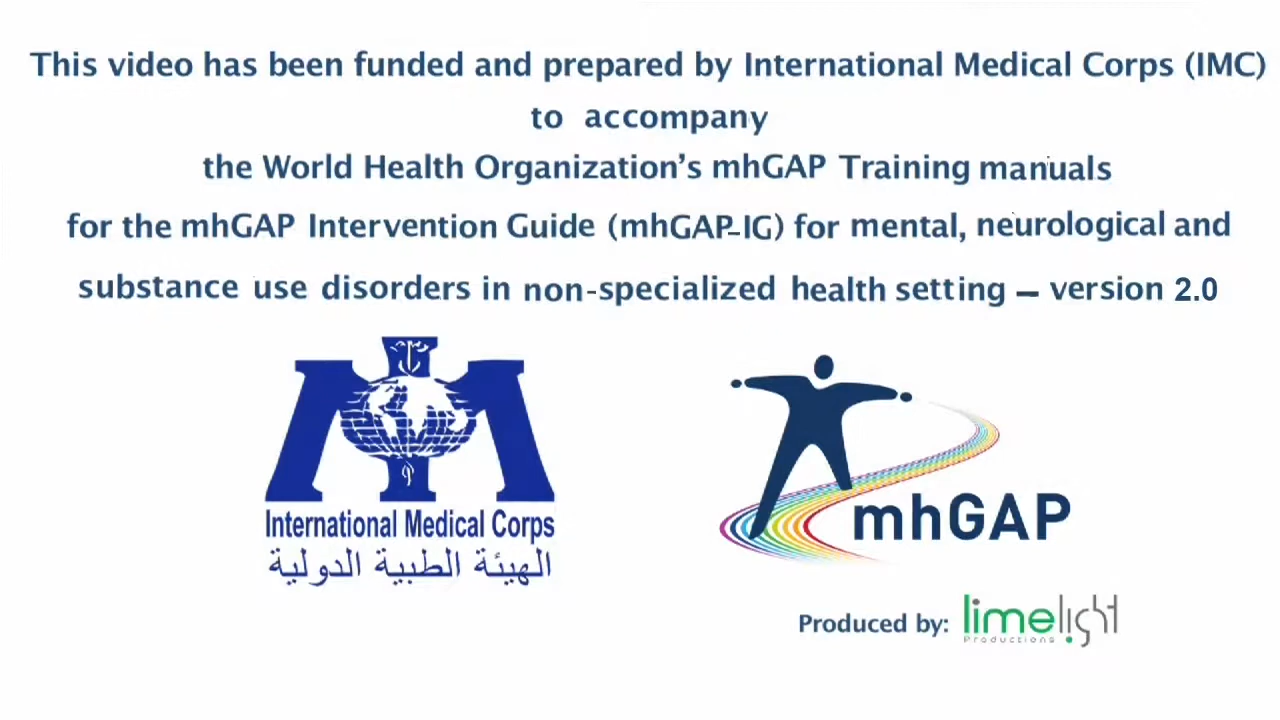 This video has been funded and prepared by International Medical Corps (IMC)
to accompany
the World Health Organization's mhGAP Training manuals
for the mhGAP Intervention Guide (mhGAP-IG) for mental, neurological and
substance use disorders in non-specialized health setting – version 2.0
International Medical Corps
الهيئة الطبية الدولية
mhGAP
Produced by: limelight
Productions